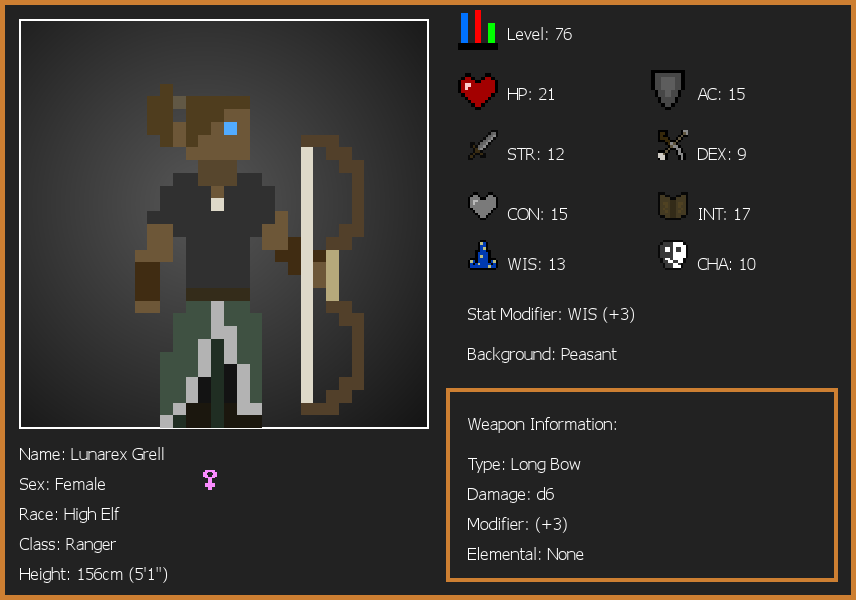 Level: 76
HP: 21
AC: 15
STR: 12
DEX: 9
CON: 15
INT: 17
WIS: 13
CHA: 10
Stat Modifier: WIS (+3)
Background: Peasant
Weapon Information:
Type: Long Bow
Damage: d6
Modifier: (+3)
Elemental: None
Name: Lunarex Grell
Sex: Female
Race: High Elf
Class: Ranger
Height: 156cm (5'1")